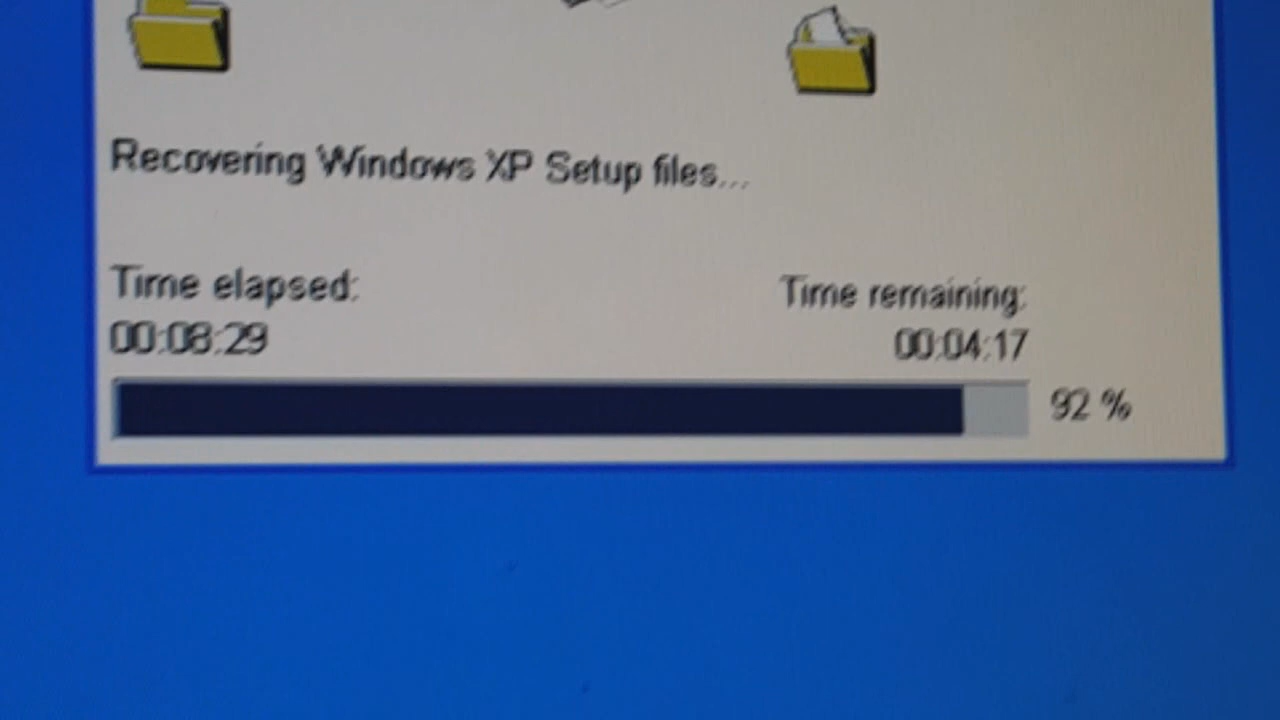 Recovering Windows XP Setup files...
Time elapsed:
Time remaining:
00:08:29
00:04:17
92 %